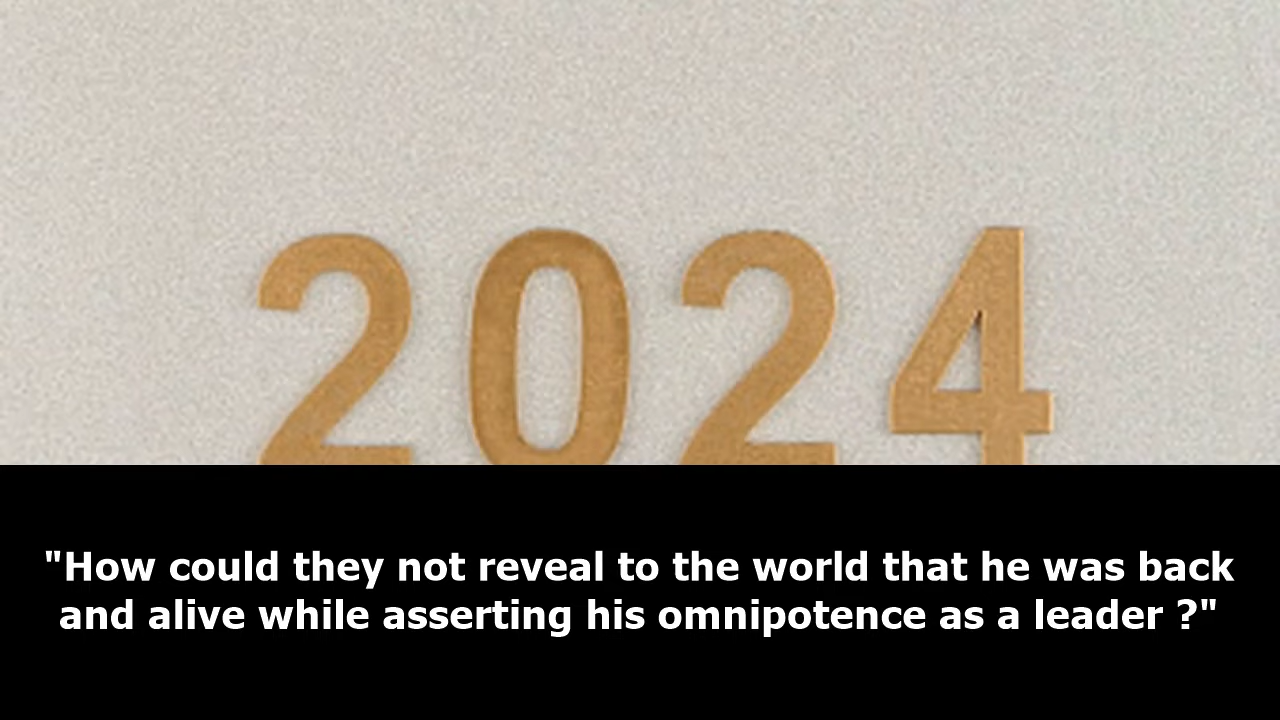 2024
"How could they not reveal to the world that he was back
and alive while asserting his omnipotence as a leader ?"